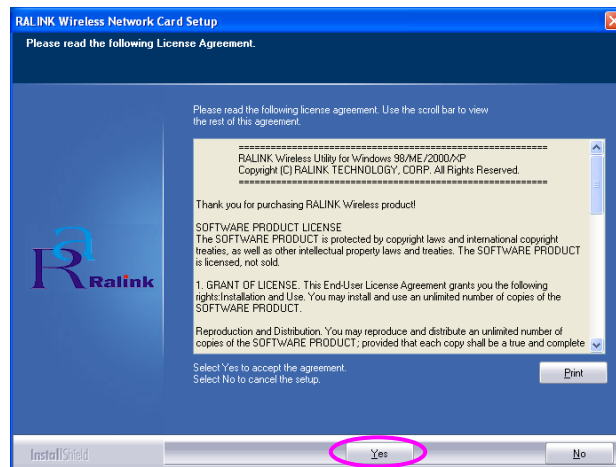 RALINK Wireless Network Card Setup
Please read the following License Agreement.
Please read the following license agreement. Use the scroll bar to view
the rest of this agreement.
============================================================
RALINK Wireless Utility for Windows 98/ME/2000/XP
Copyright (C) RALINK TECHNOLOGY, CORP. All Rights Reserved.
============================================================
Thank you for purchasing RALINK Wireless product!
SOFTWARE PRODUCT LICENSE
The SOFTWARE PRODUCT is protected by copyright laws and international copyright
treaties, as well as other intellectual property laws and treaties. The SOFTWARE PRODUCT
is licensed, not sold.
1. GRANT OF LICENSE. This End-User License Agreement grants you the following
rights:Installation and Use. You may install and use an unlimited number of copies of the
SOFTWARE PRODUCT.
Reproduction and Distribution. You may reproduce and distribute an unlimited number of
copies of the SOFTWARE PRODUCT; provided that each copy shall be a true and complete
Ralink
Select Yes to accept the agreement.
Select No to cancel the setup.
Print
InstallShield
Yes
No